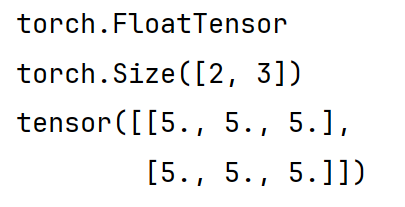 torch.FloatTensor
torch.Size([2, 3])
tensor([[5., 5., 5.],
        [5., 5., 5.]])